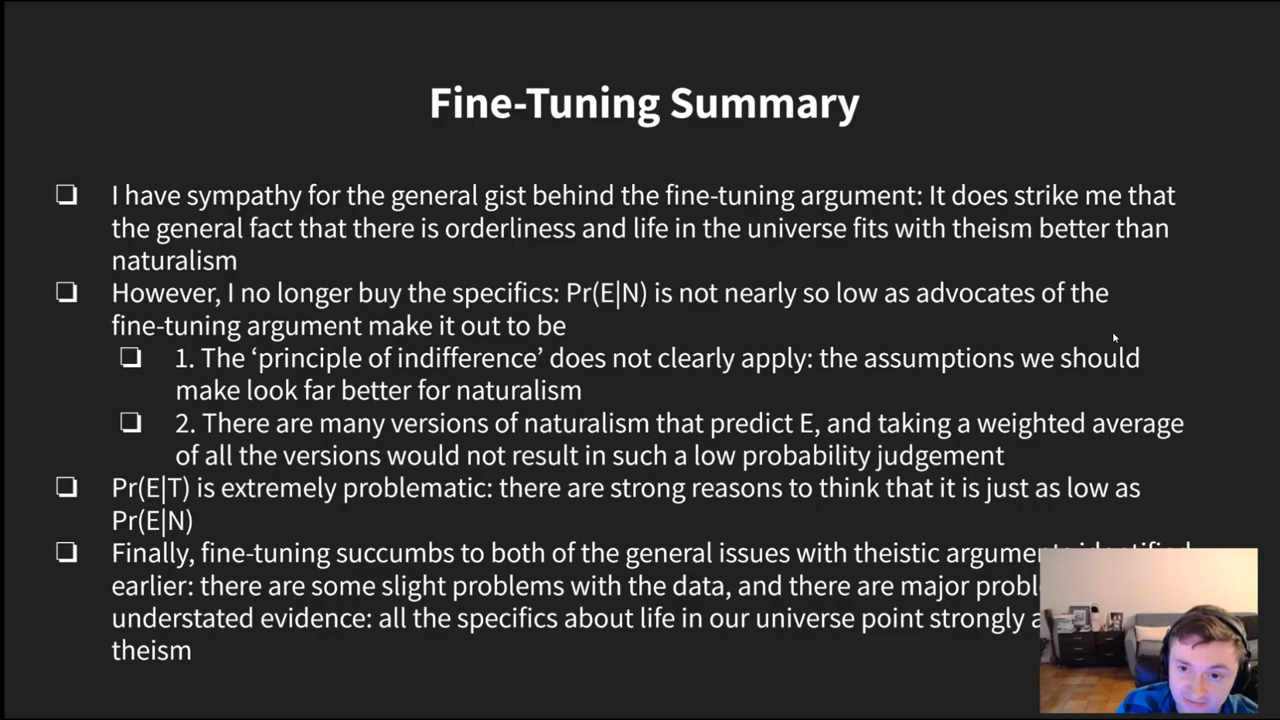 Fine-Tuning Summary
I have sympathy for the general gist behind the fine-tuning argument: It does strike me that
the general fact that there is orderliness and life in the universe fits with theism better than
naturalism
However, I no longer buy the specifics: Pr(E|N) is not nearly so low as advocates of the
fine-tuning argument make it out to be
1. The ‘principle of indifference’ does not clearly apply: the assumptions we should
make look far better for naturalism
2. There are many versions of naturalism that predict E, and taking a weighted average
of all the versions would not result in such a low probability judgement
Pr(E|T) is extremely problematic: there are strong reasons to think that it is just as low as
Pr(E|N)
Finally, fine-tuning succumbs to both of the general issues with theistic
earlier: there are some slight problems with the data, and there are major
understated evidence: all the specifics about life in our universe point strongly
theism